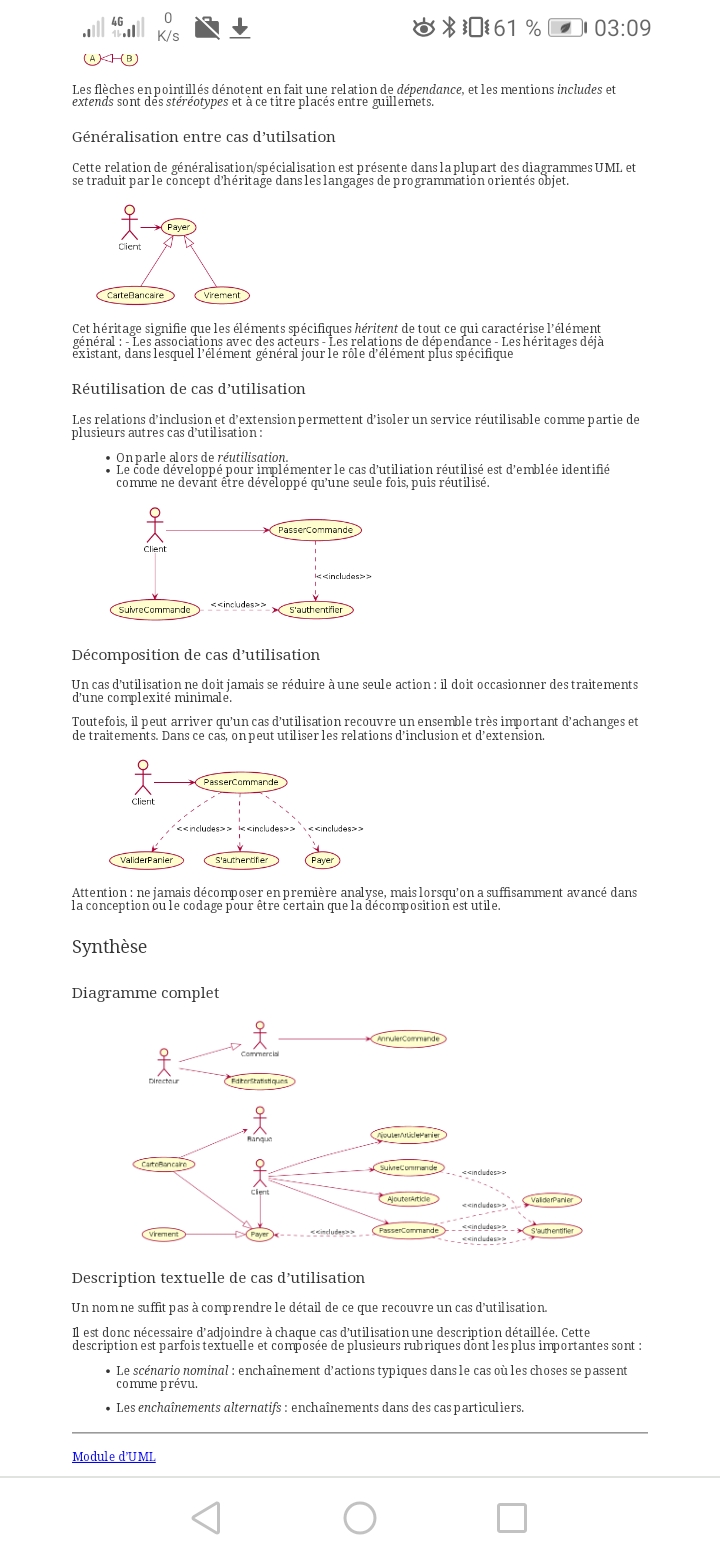 4G
0
K/s
61 %
03:09
A
B
Les flèches en pointillés dénotent en fait une relation de dépendance, et les mentions includes et
extends sont des stéréotypes et à ce titre placés entre guillemets.
Généralisation entre cas d'utilsation
Cette relation de généralisation/spécialisation est présente dans la plupart des diagrammes UML et
se traduit par le concept d'héritage dans les langages de programmation orientés objet.
Payer
Client
CarteBancaire
Virement
Cet héritage signifie que les éléments spécifiques héritent de tout ce qui caractérise l'élément
général : - Les associations avec des acteurs - Les relations de dépendance - Les héritages déjà
existant, dans lesquel l'élément général jour le rôle d'élément plus spécifique
Réutilisation de cas d'utilisation
Les relations d'inclusion et d'extension permettent d'isoler un service réutilisable comme partie de
plusieurs autres cas d'utilisation :
• On parle alors de réutilisation.
• Le code développé pour implémenter le cas d'utiliation réutilisé est d'emblée identifié
comme ne devant être développé qu'une seule fois, puis réutilisé.
PasserCommande
Client
<<includes>>
SuivreCommande
<<includes>>
S'authentifier
Décomposition de cas d'utilisation
Un cas d'utilisation ne doit jamais se réduire à une seule action : il doit occasionner des traitements
d'une complexité minimale.
Toutefois, il peut arriver qu'un cas d'utilisation recouvre un ensemble très important d'achanges et
de traitements. Dans ce cas, on peut utiliser les relations d'inclusion et d'extension.
PasserCommande
Client
<<includes>> <<includes>> <<includes>>
ValiderPanier
S'authentifier
Payer
Attention : ne jamais décomposer en première analyse, mais lorsqu'on a suffisamment avancé dans
la conception ou le codage pour être certain que la décomposition est utile.
Synthèse
Diagramme complet
AnnulerCommande
Commercial
Directeur
EditerStatistiques
Banque
AjouterArticlePanier
CarteBancaire
SuivreCommande
<<includes>>
Client
AjouterArticle
ValiderPanier
<<includes>>
Virement
Payer
<<includes>>
PasserCommande
<<includes>>
S'authentifier
<<includes>>
Description textuelle de cas d'utilisation
Un nom ne suffit pas à comprendre le détail de ce que recouvre un cas d'utilisation.
Il est donc nécessaire d'adjoindre à chaque cas d'utilisation une description détaillée. Cette
description est parfois textuelle et composée de plusieurs rubriques dont les plus importantes sont :
• Le scénario nominal : enchaînement d'actions typiques dans le cas où les choses se passent
comme prévu.
• Les enchaînements alternatifs : enchaînements dans des cas particuliers.
Module d'UML